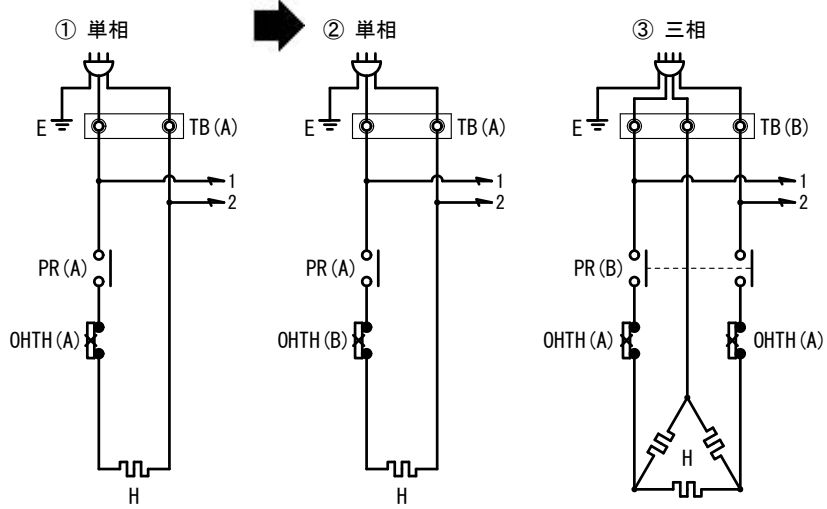 ① 単相
E
TB(A)
1
2
PR(A)
OHTH(A)
H
② 単相
E
TB(A)
1
2
PR(A)
OHTH(B)
H
③ 三相
E
TB(B)
1
2
PR(B)
OHTH(A)
OHTH(A)
H